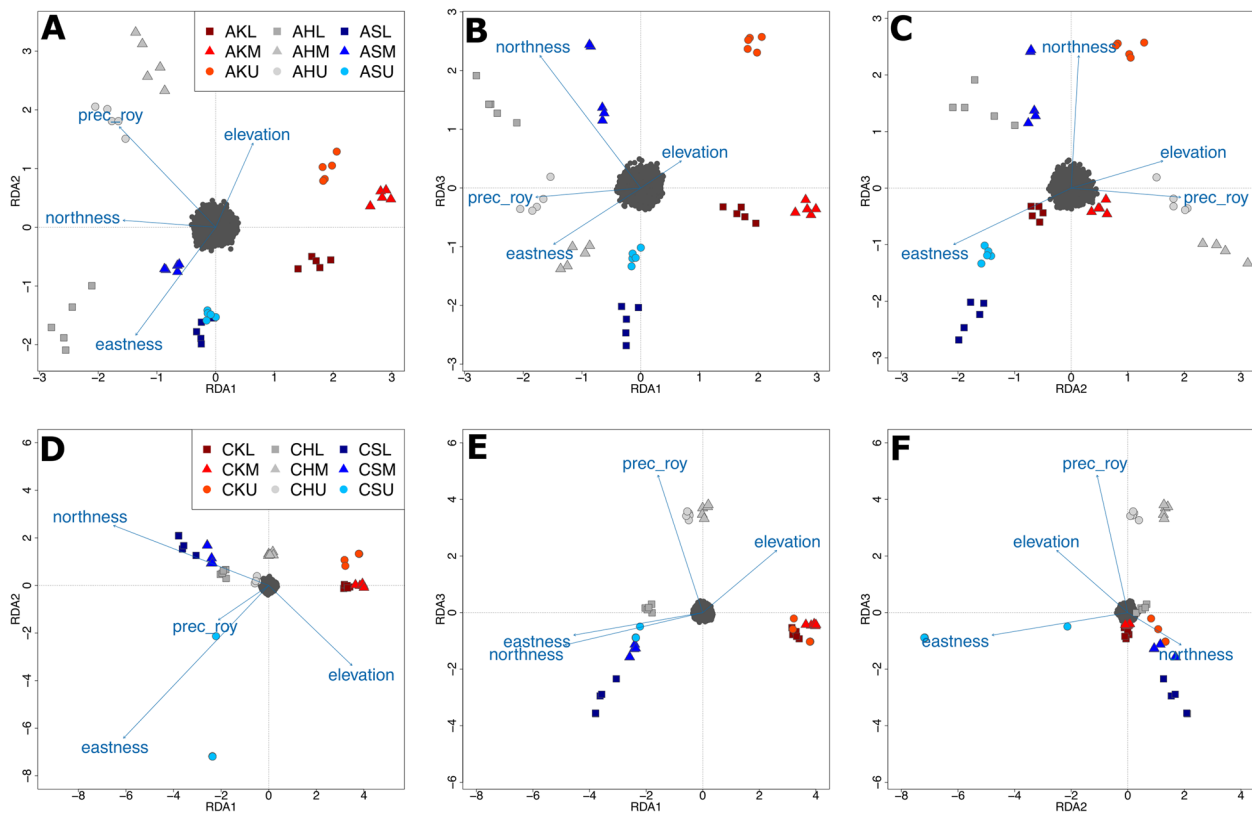 A
AKL AHL ASL
AKM AHM ASM
AKU AHU ASU
prec_roy
elevation
northness
eastness
3
2
1
0
−1
−2
RDA2
−3 −2 −1 0 1 2 3
RDA1
B
northness
elevation
prec_roy
eastness
3
2
1
0
−1
−2
−3
RDA3
−3 −2 −1 0 1 2 3
RDA1
C
northness
elevation
prec_roy
eastness
3
2
1
0
−1
−2
−3
RDA3
−3 −2 −1 0 1 2 3
RDA2
D
CKL CHL CSL
CKM CHM CSM
CKU CHU CSU
northness
prec_roy
elevation
eastness
6
4
2
0
−2
−4
−6
−8
RDA2
−8 −6 −4 −2 0 2 4
RDA1
E
prec_roy
elevation
eastness
northness
6
4
2
0
−2
−4
−6
RDA3
−8 −6 −4 −2 0 2 4
RDA1
F
prec_roy
elevation
eastness
northness
6
4
2
0
−2
−4
−6
RDA3
−8 −6 −4 −2 0 2 4
RDA2